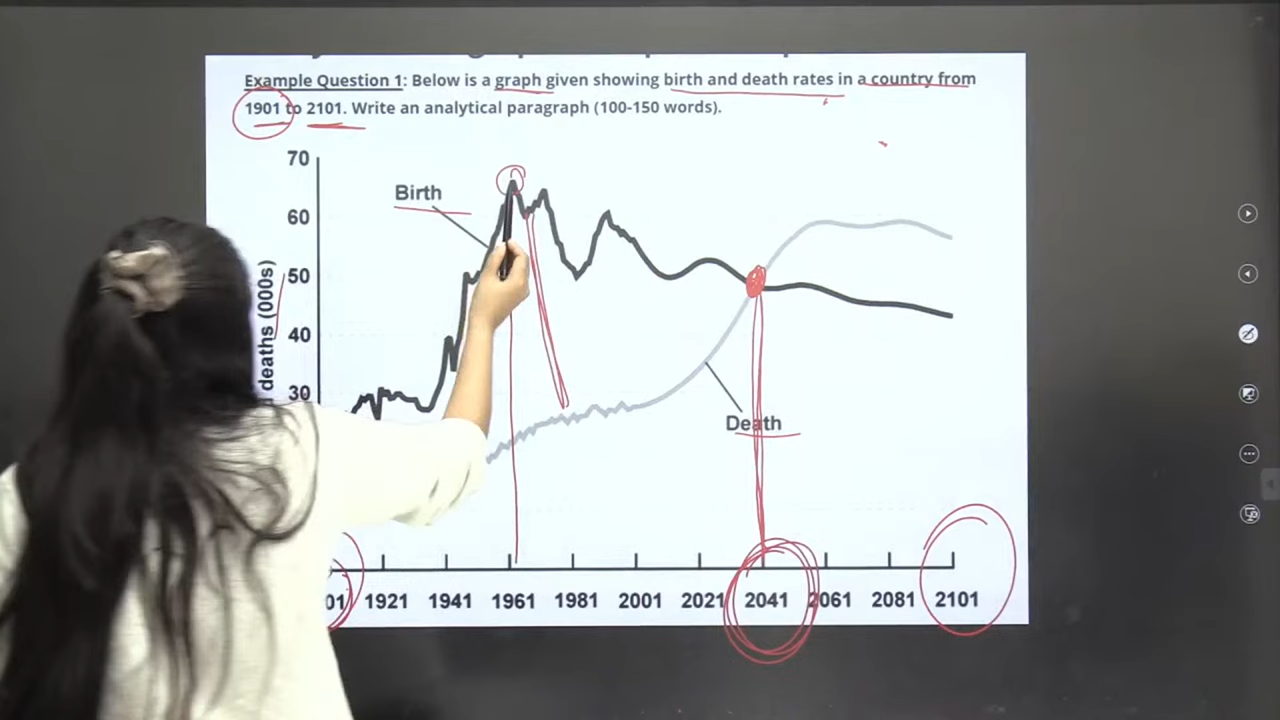 Example Question 1: Below is a graph given showing birth and death rates in a country from
1901 to 2101. Write an analytical paragraph (100-150 words).
70
Birth
60
deaths (000s)
50
40
30
Death
01 1921 1941 1961 1981 2001 2021 2041 2061 2081 2101